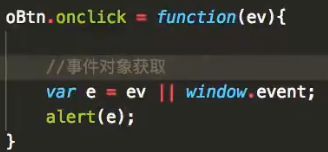 oBtn.onclick = function(ev){
//事件对象获取
var e = ev || window.event;
alert(e);
}